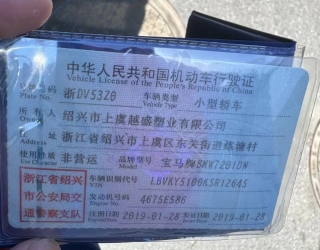 中华人民共和国机动车行驶证
Vehicle License of the People's Republic of China
号牌号码 浙DV53Z0 车辆类型 小型轿车
Plate No. Vehicle Type
所有人 绍兴市上虞越盛塑业有限公司
Owner
住址 浙江省绍兴市上虞区东关街道练塘村
Address
使用性质 非营运 品牌型号 宝马牌BMW7201DN
Use Character Model
浙江省绍兴
市公安局交
通警察支队
车辆识别代号
VIN
发动机号码
Engine No.
注册日期 2019-01-28 发证日期 2019-01-28
Register Date Issue Date